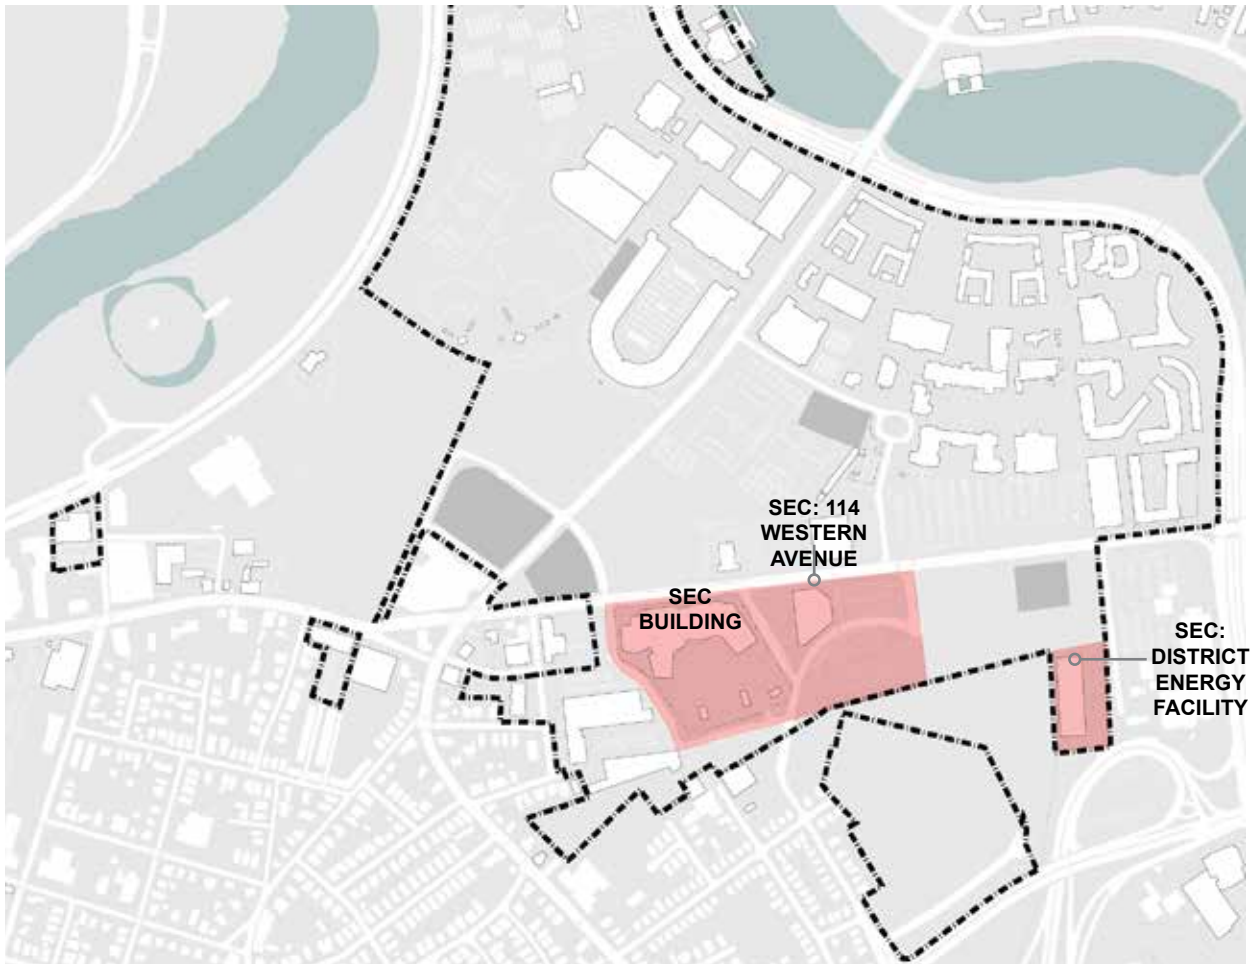 SEC: 114
WESTERN
AVENUE
SEC
BUILDING
SEC:
DISTRICT
ENERGY
FACILITY